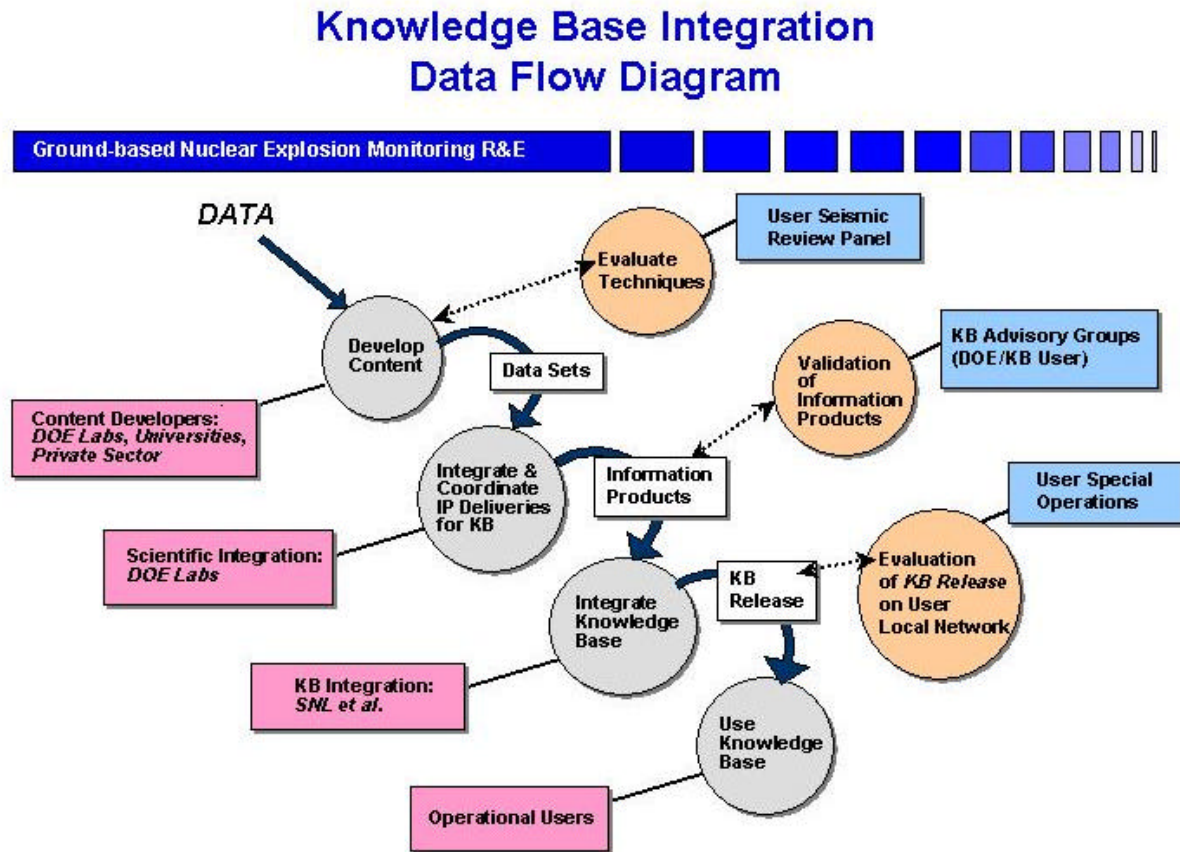 Knowledge Base Integration
Data Flow Diagram
Ground-based Nuclear Explosion Monitoring R&E
DATA
User Seismic
Review Panel
Evaluate
Techniques
Develop
Content
Data Sets
KB Advisory Groups
(DOE/KB User)
Validation
of
Information
Products
Content Developers:
DOE Labs, Universities,
Private Sector
Integrate &
Coordinate
IP Deliveries
for KB
Information
Products
User Special
Operations
Scientific Integration:
DOE Labs
Integrate
Knowledge
Base
KB
Release
Evaluation
of KB Release
on User
Local Network
KB Integration:
SNL et al.
Use
Knowledge
Base
Operational Users